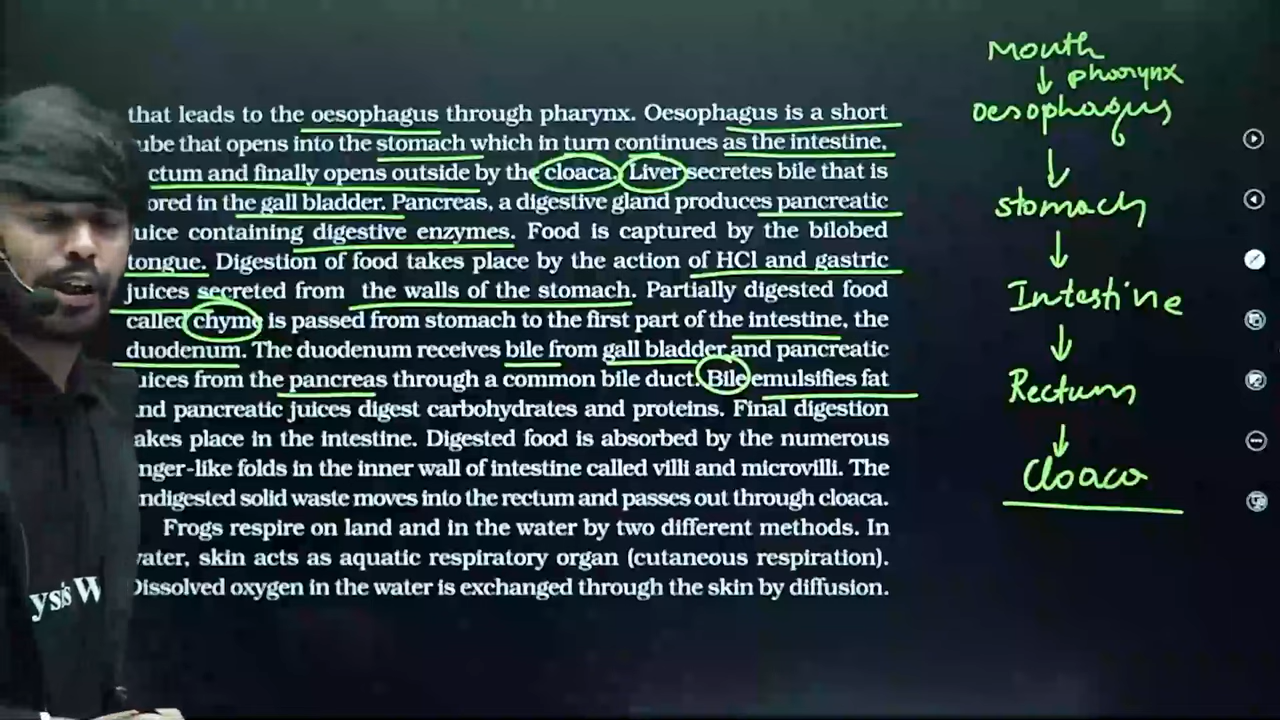 that leads to the oesophagus through pharynx. Oesophagus is a short
ube that opens into the stomach which in turn continues as the intestine,
ctum and finally opens outside by the cloaca. Liver secretes bile that is
ored in the gall bladder. Pancreas, a digestive gland produces pancreatic
uice containing digestive enzymes. Food is captured by the bilobed
tongue. Digestion of food takes place by the action of HCl and gastric
juices secreted from the walls of the stomach. Partially digested food
called chyme is passed from stomach to the first part of the intestine, the
duodenum. The duodenum receives bile from gall bladder and pancreatic
uices from the pancreas through a common bile duct. Bile emulsifies fat
nd pancreatic juices digest carbohydrates and proteins. Final digestion
akes place in the intestine. Digested food is absorbed by the numerous
nger-like folds in the inner wall of intestine called villi and microvilli. The
ndigested solid waste moves into the rectum and passes out through cloaca.
Frogs respire on land and in the water by two different methods. In
water, skin acts as aquatic respiratory organ (cutaneous respiration).
Dissolved oxygen in the water is exchanged through the skin by diffusion.
Mouth
↓ pharynx
Oesophagus
↓
stomach
↓
Intestine
↓
Rectum
↓
Cloaca
ysis W